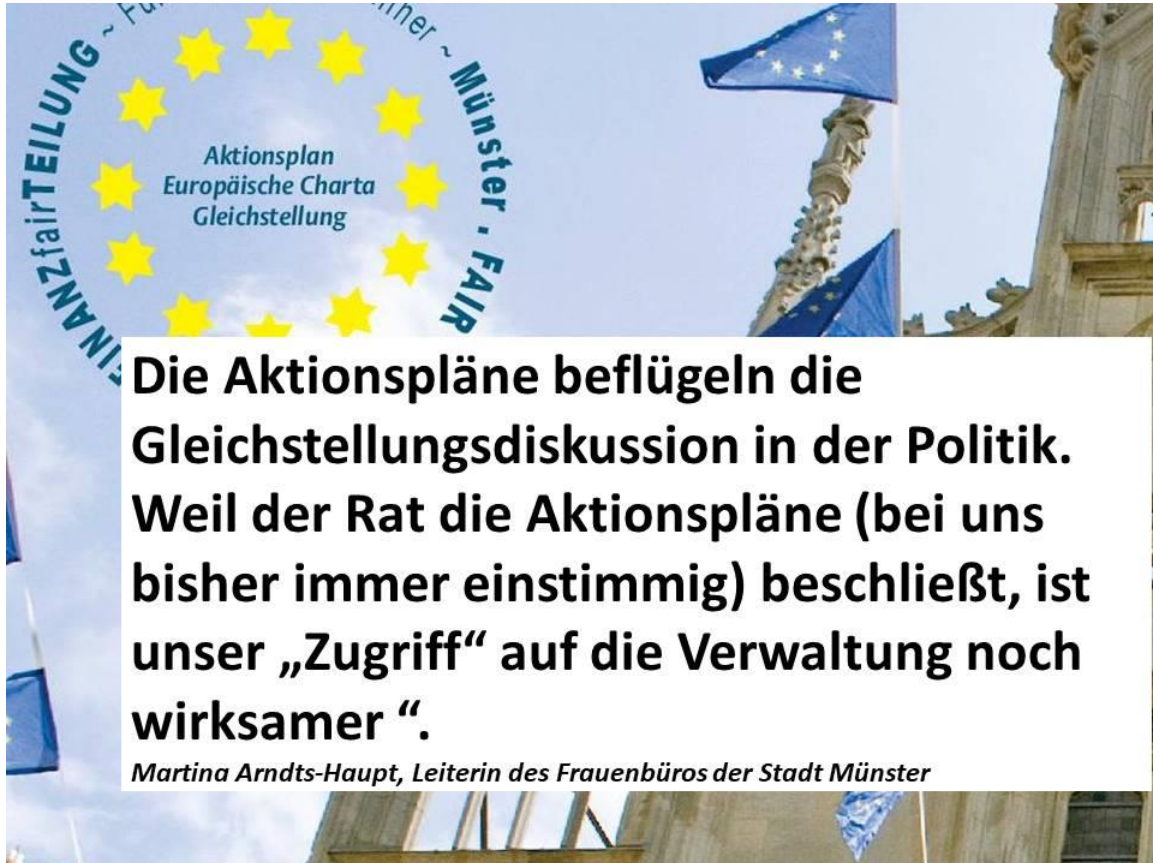 FINANZfairTEILUNG ~
~ Münster - FAIR
Aktionsplan
Europäische Charta
Gleichstellung
Die Aktionspläne beflügeln die
Gleichstellungsdiskussion in der Politik.
Weil der Rat die Aktionspläne (bei uns
bisher immer einstimmig) beschließt, ist
unser „Zugriff“ auf die Verwaltung noch
wirksamer “.
Martina Arndts-Haupt, Leiterin des Frauenbüros der Stadt Münster